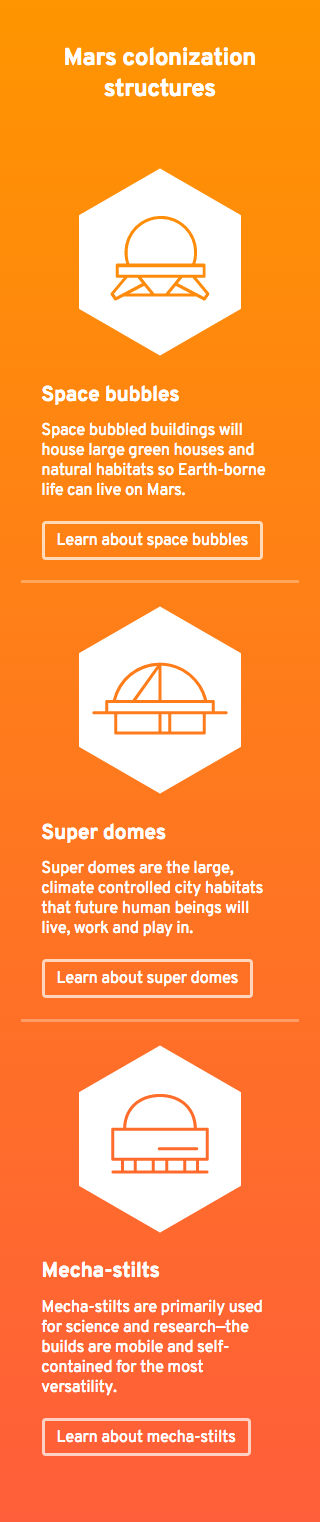 Mars colonization
structures
Space bubbles
Space bubbled buildings will
house large green houses and
natural habitats so Earth-borne
life can live on Mars.
Learn about space bubbles
Super domes
Super domes are the large,
climate controlled city habitats
that future human beings will
live, work and play in.
Learn about super domes
Mecha-stilts
Mecha-stilts are primarily used
for science and research—the
builds are mobile and self-
contained for the most
versatility.
Learn about mecha-stilts